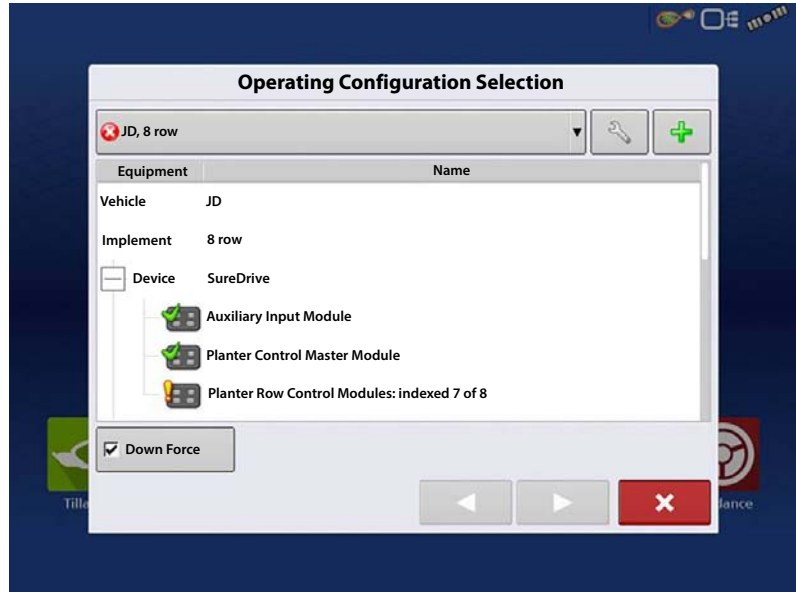 Operating Configuration Selection
JD, 8 row
Equipment Name
Vehicle JD
Implement 8 row
Device SureDrive
Auxiliary Input Module
Planter Control Master Module
Planter Row Control Modules: indexed 7 of 8
Down Force
Tilla
dance